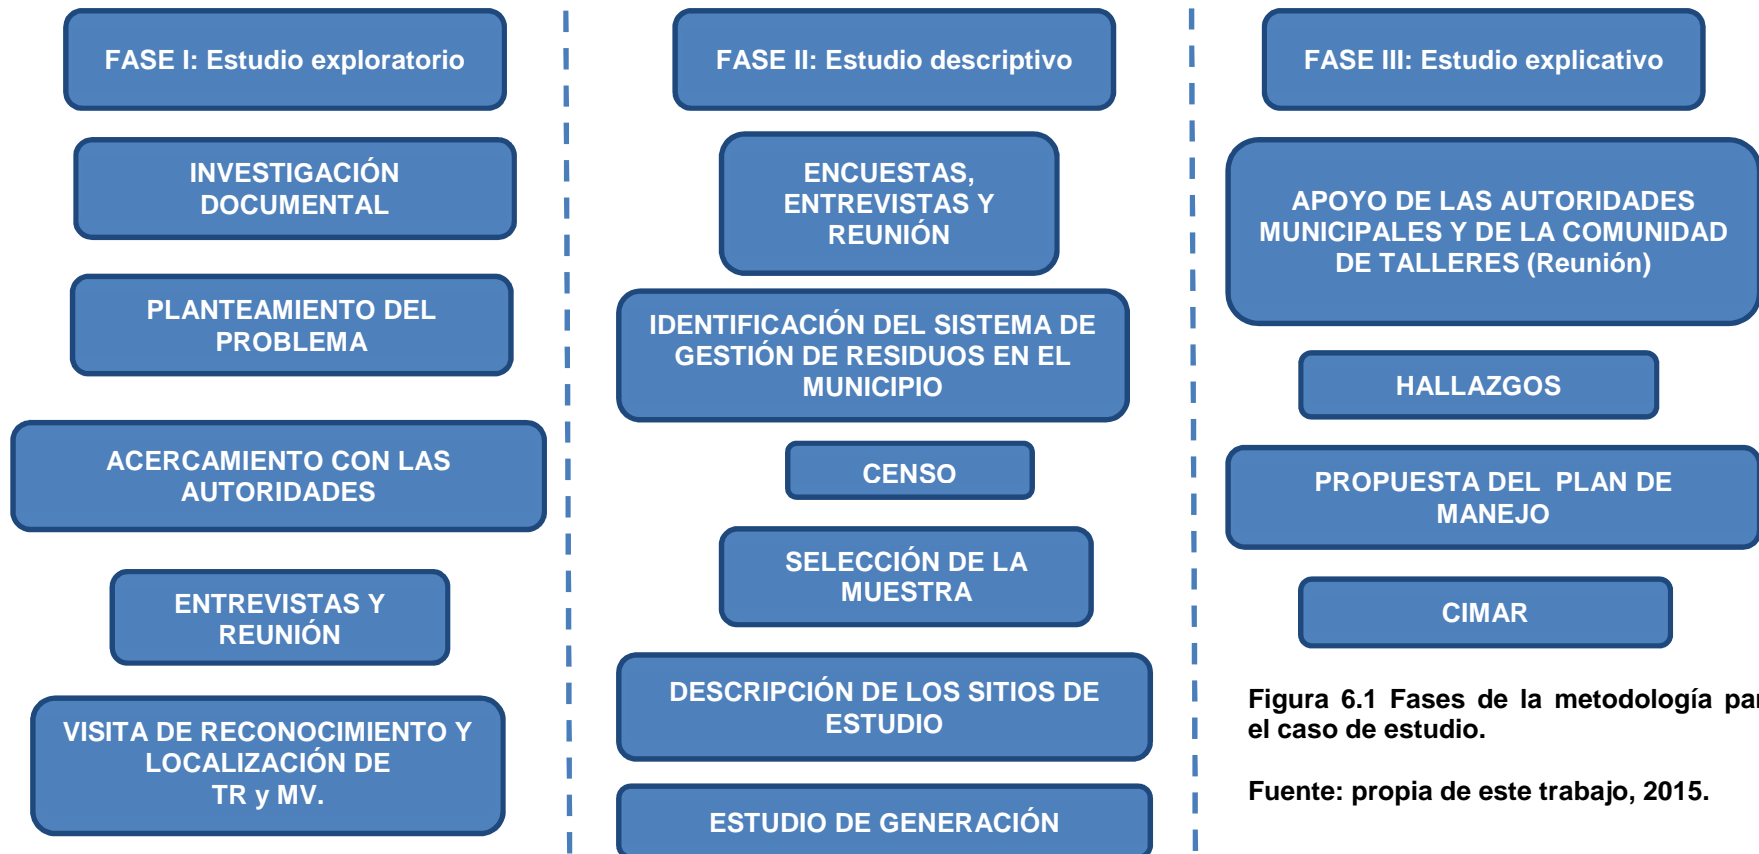 FASE I: Estudio exploratorio
INVESTIGACIÓN
DOCUMENTAL
PLANTEAMIENTO DEL
PROBLEMA
ACERCAMIENTO CON LAS
AUTORIDADES
ENTREVISTAS Y
REUNIÓN
VISITA DE RECONOCIMIENTO Y
LOCALIZACIÓN DE
TR y MV.
FASE II: Estudio descriptivo
ENCUESTAS,
ENTREVISTAS Y
REUNIÓN
IDENTIFICACIÓN DEL SISTEMA DE
GESTIÓN DE RESIDUOS EN EL
MUNICIPIO
CENSO
SELECCIÓN DE LA
MUESTRA
DESCRIPCIÓN DE LOS SITIOS DE
ESTUDIO
ESTUDIO DE GENERACIÓN
FASE III: Estudio explicativo
APOYO DE LAS AUTORIDADES
MUNICIPALES Y DE LA COMUNIDAD
DE TALLERES (Reunión)
HALLAZGOS
PROPUESTA DEL PLAN DE
MANEJO
CIMAR
Figura 6.1 Fases de la metodología par
el caso de estudio.
Fuente: propia de este trabajo, 2015.